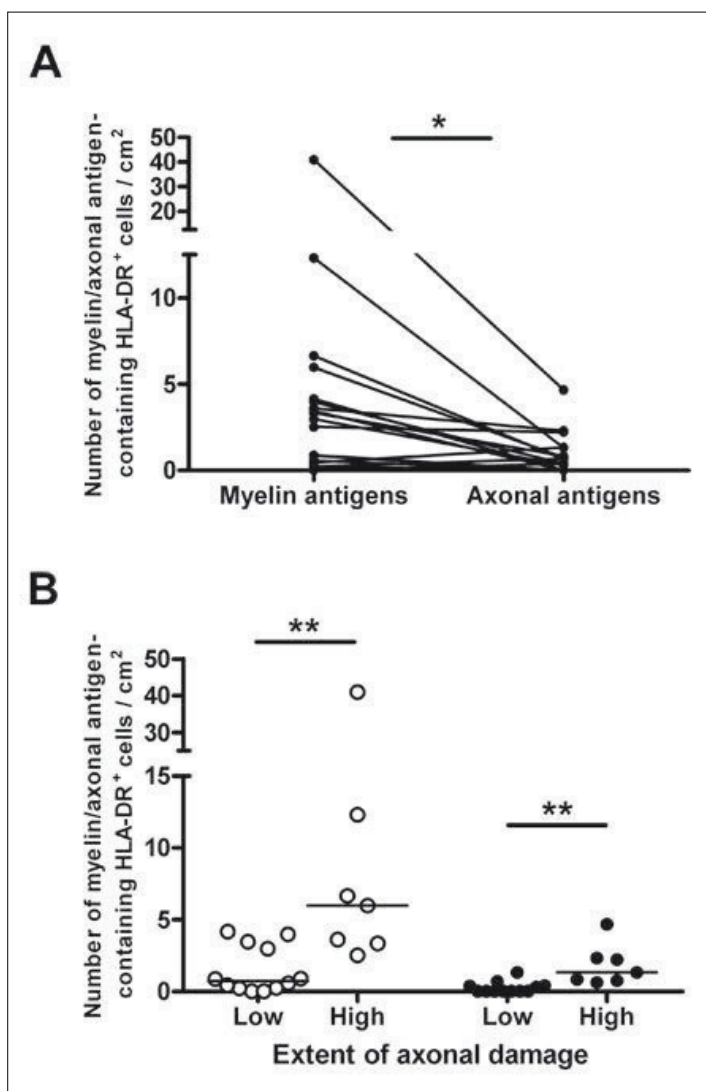 A
*
Number of myelin/axonal antigen-
containing HLA-DR⁺ cells / cm²
50
40
30
20
10
5
0
Myelin antigens
Axonal antigens
B
**
**
Number of myelin/axonal antigen-
containing HLA-DR⁺ cells / cm²
50
40
30
15
10
5
0
Low
High
Low
High
Extent of axonal damage